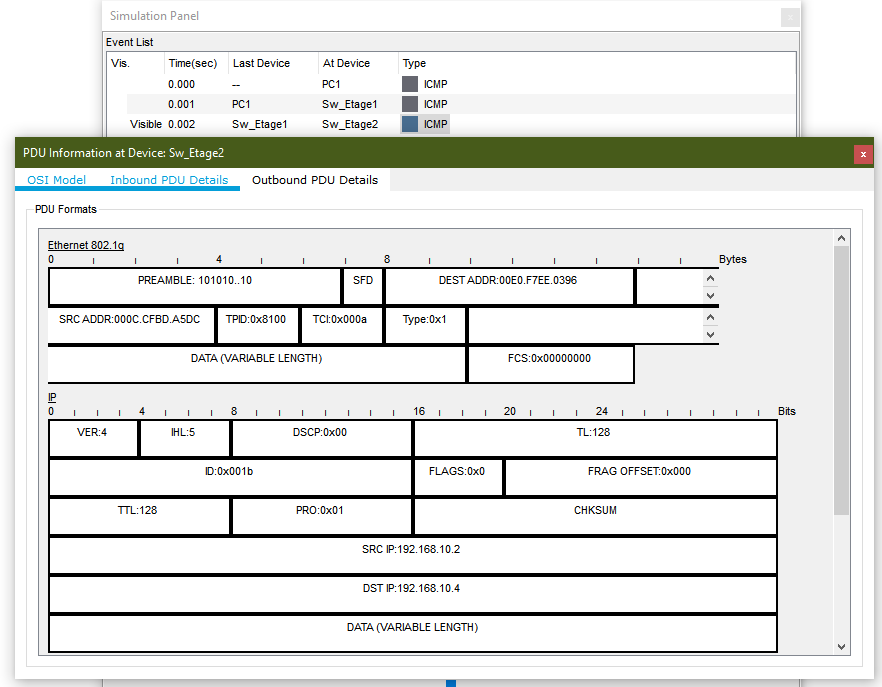 Simulation Panel
x
Event List
Vis. Time(sec) Last Device At Device Type
0.000 -- PC1 ICMP
0.001 PC1 Sw_Etage1 ICMP
Visible 0.002 Sw_Etage1 Sw_Etage2 ICMP
PDU Information at Device: Sw_Etage2
x
OSI Model Inbound PDU Details Outbound PDU Details
PDU Formats
Ethernet 802.1q
0 4 8 Bytes
PREAMBLE: 101010..10 SFD DEST ADDR:00E0.F7EE.0396
SRC ADDR:000C.CFBD.A5DC TPID:0x8100 TCI:0x000a Type:0x1
DATA (VARIABLE LENGTH) FCS:0x00000000
IP
0 4 8 16 20 24 Bits
VER:4 IHL:5 DSCP:0x00 TL:128
ID:0x001b FLAGS:0x0 FRAG OFFSET:0x000
TTL:128 PRO:0x01 CHKSUM
SRC IP:192.168.10.2
DST IP:192.168.10.4
DATA (VARIABLE LENGTH)